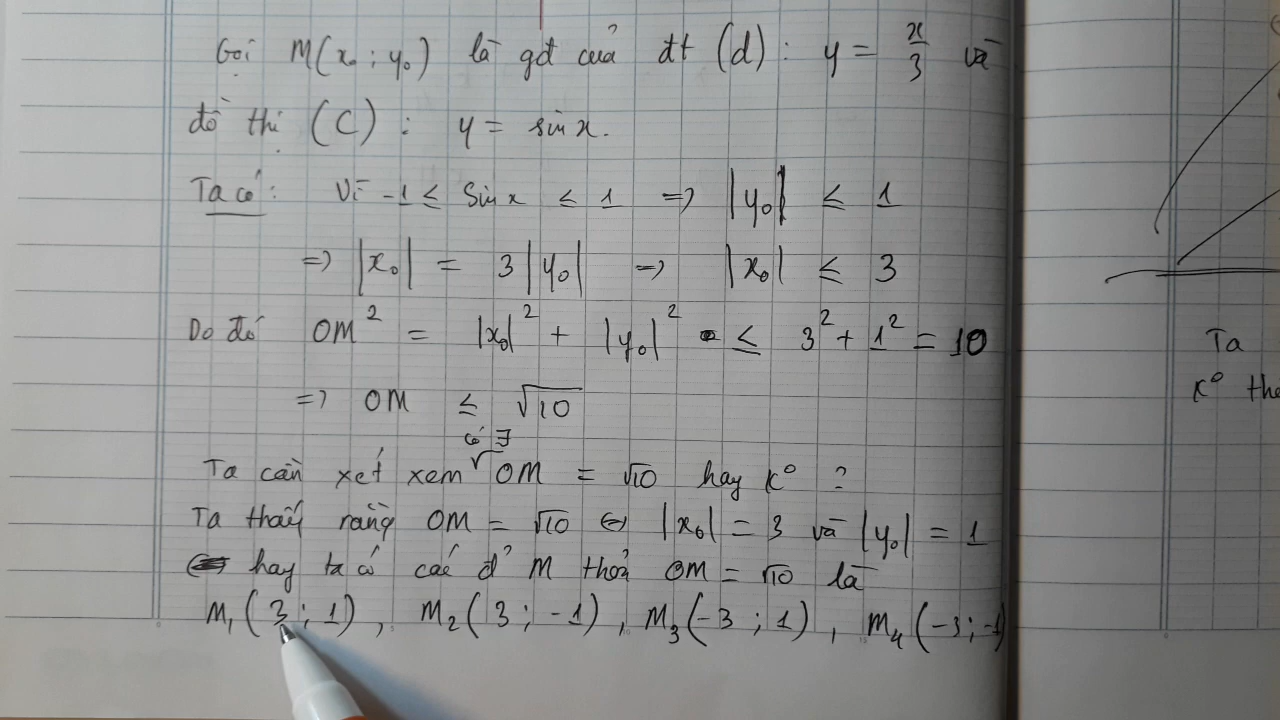 Gọi M(x₀; y₀) là gđ của đt (d): y = x/3 và
đồ thị (C): y = sin x.
Ta có: Vì -1 ≤ Sin x ≤ 1 => |y₀| ≤ 1
=> |x₀| = 3|y₀| => |x₀| ≤ 3
Do đó OM² = |x₀|² + |y₀|² ≤ 3² + 1² = 10
=> OM ≤ √10
có ∃
Ta cần xét xem OM = √10 hay k° ?
Ta thấy rằng OM = √10 ⇔ |x₀| = 3 và |y₀| = 1
hay ta có các đ' M thỏa OM = √10 là
M₁(3; 1), M₂(3; -1), M₃(-3; 1), M₄(-3; -1)
Ta
k°